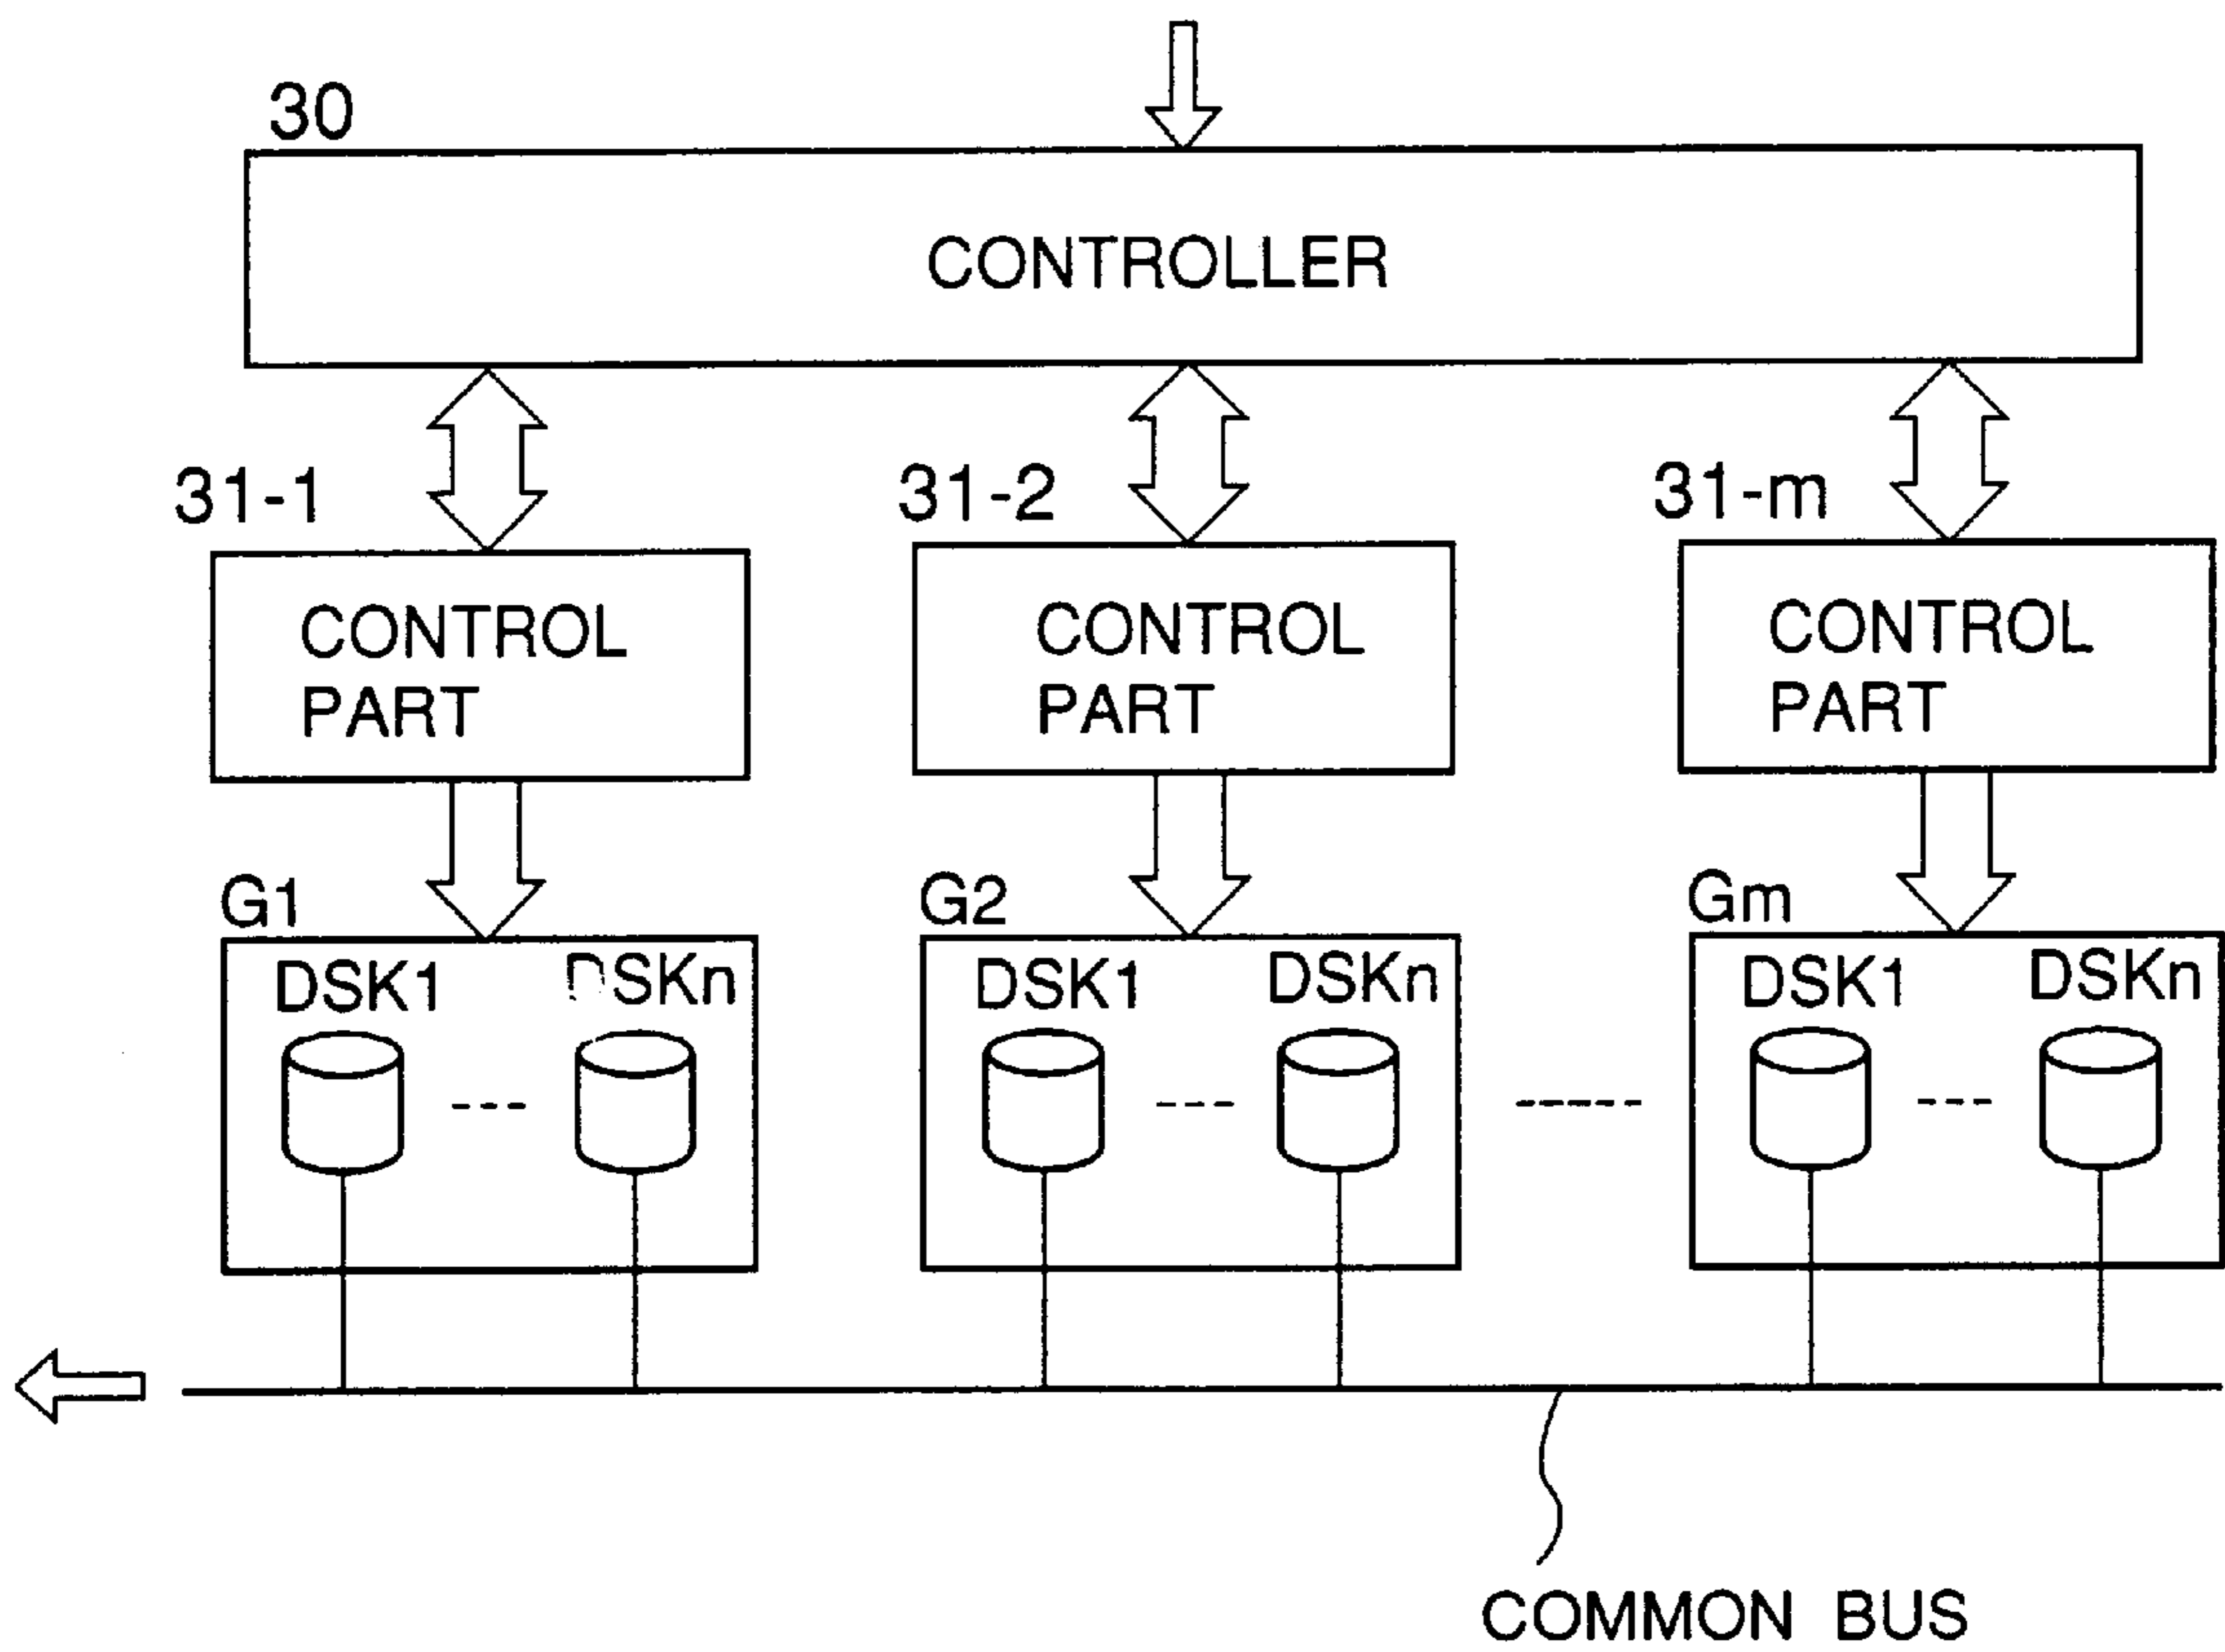 30
CONTROLLER
31-1
31-2
31-m
CONTROL
PART
CONTROL
PART
CONTROL
PART
G1
G2
Gm
DSK1
DSKn
DSK1
DSKn
DSK1
DSKn
COMMON BUS